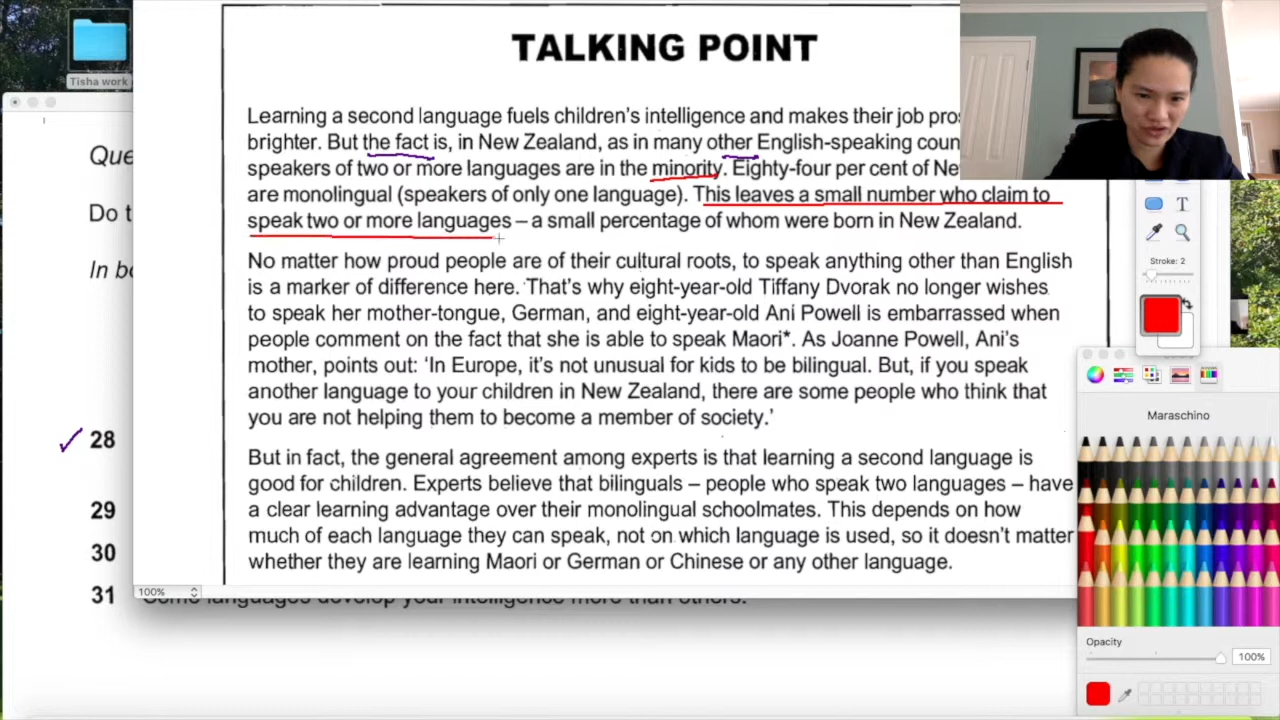 TALKING POINT
Tisha work
Learning a second language fuels children's intelligence and makes their job
brighter. But the fact is, in New Zealand, as in many other English-speaking
speakers of two or more languages are in the minority. Eighty-four per cent of
are monolingual (speakers of only one language). This leaves a small number who claim to
speak two or more languages – a small percentage of whom were born in New Zealand.
No matter how proud people are of their cultural roots, to speak anything other than English
is a marker of difference here. That's why eight-year-old Tiffany Dvorak no longer wishes
to speak her mother-tongue, German, and eight-year-old Ani Powell is embarrassed when
people comment on the fact that she is able to speak Maori*. As Joanne Powell, Ani's
mother, points out: 'In Europe, it's not unusual for kids to be bilingual. But, if you speak
another language to your children in New Zealand, there are some people who think that
you are not helping them to become a member of society.'
But in fact, the general agreement among experts is that learning a second language is
good for children. Experts believe that bilinguals – people who speak two languages – have
a clear learning advantage over their monolingual schoolmates. This depends on how
much of each language they can speak, not on which language is used, so it doesn't matter
whether they are learning Maori or German or Chinese or any other language.
100%
28
29
30
31 Some languages develop your intelligence more than others.
T
Stroke: 2
Maraschino
Opacity
100%